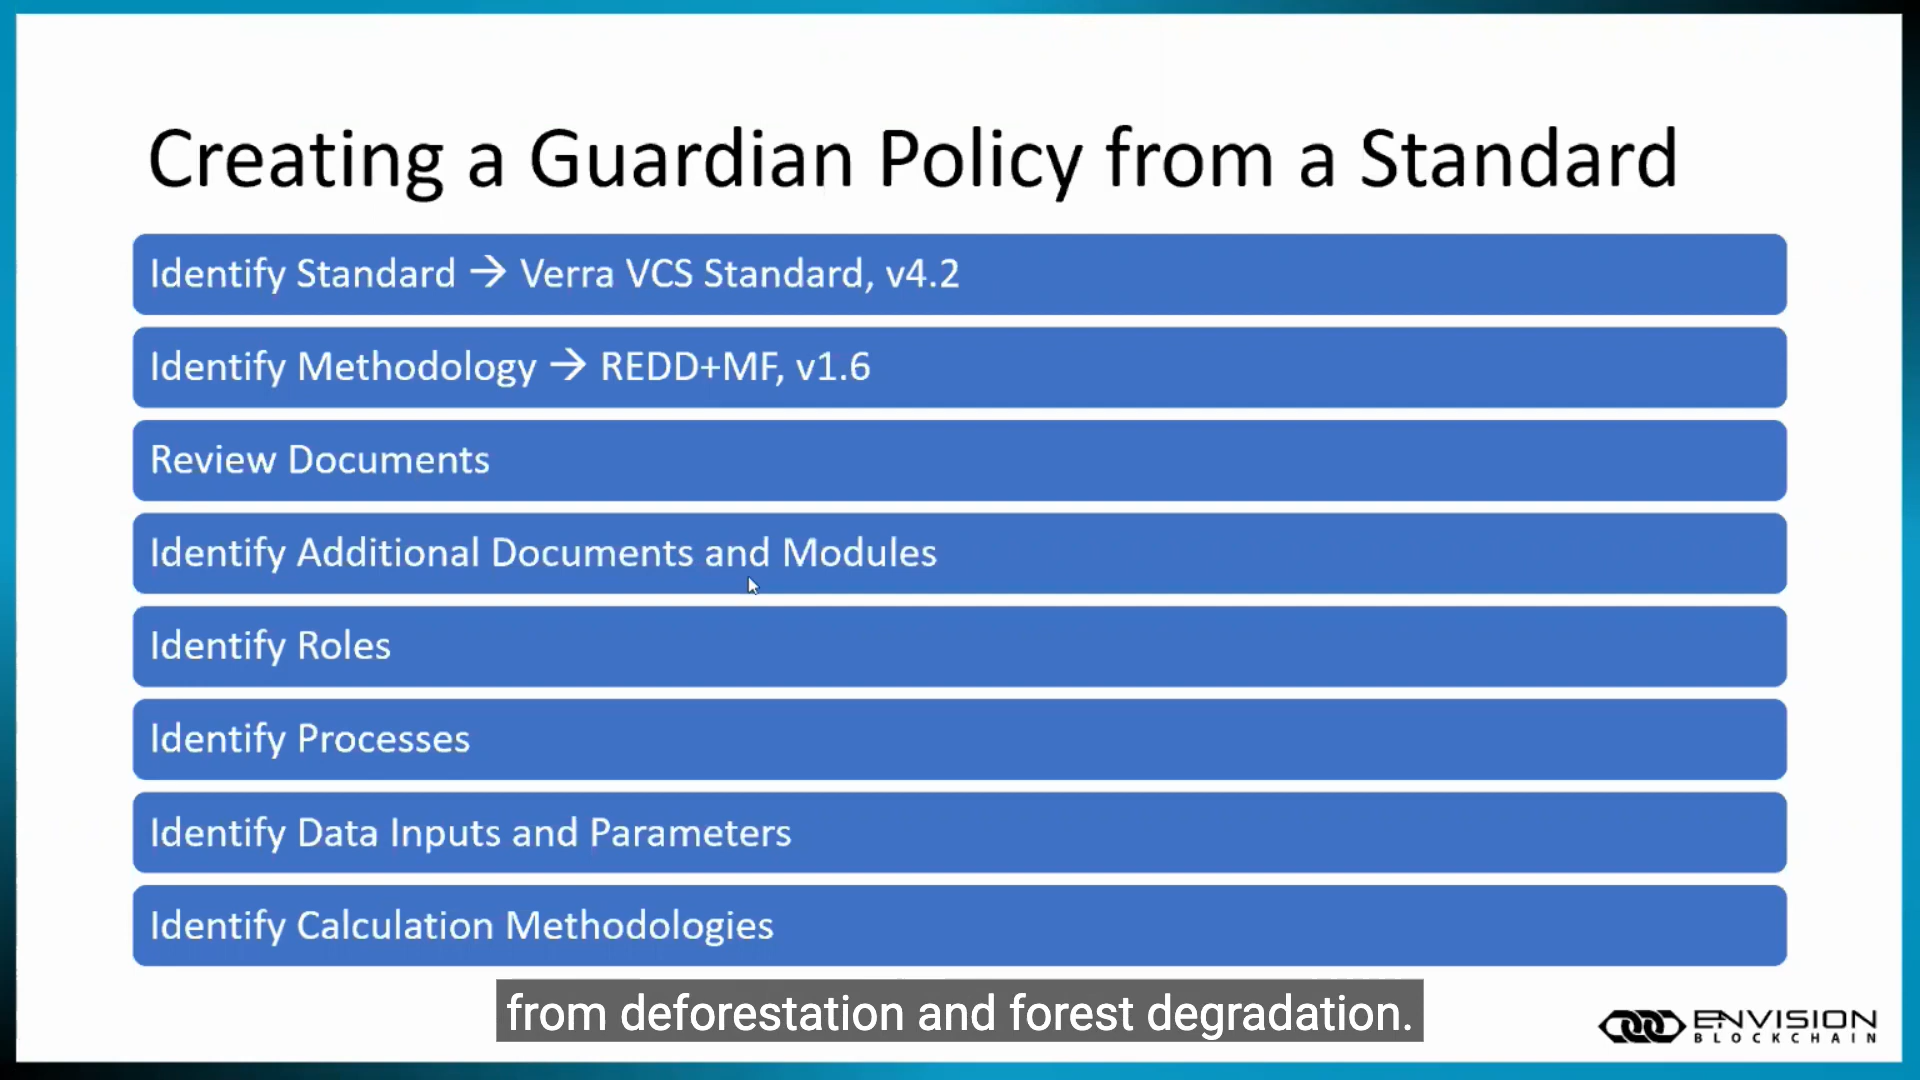 Creating a Guardian Policy from a Standard
Identify Standard → Verra VCS Standard, v4.2
Identify Methodology → REDD+MF, v1.6
Review Documents
Identify Additional Documents and Modules
Identify Roles
Identify Processes
Identify Data Inputs and Parameters
Identify Calculation Methodologies
from deforestation and forest degradation.
ENVISION
BLOCKCHAIN